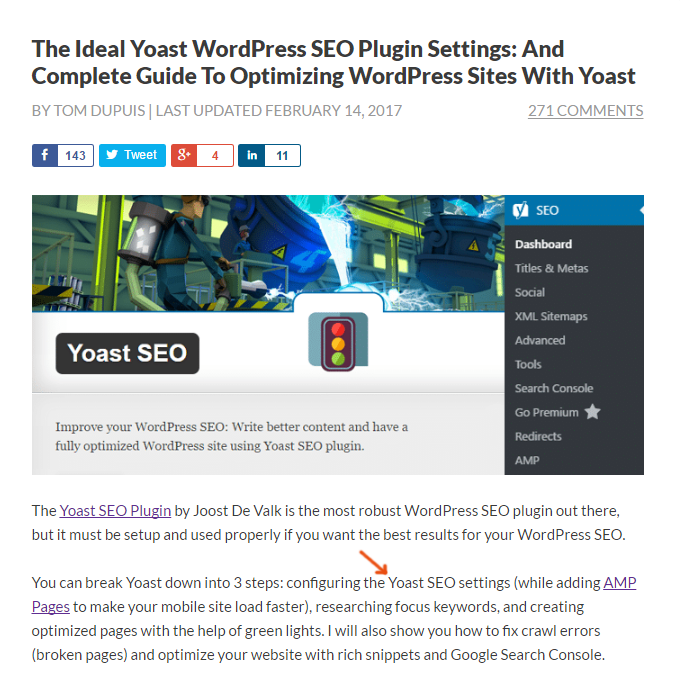 The Ideal Yoast WordPress SEO Plugin Settings: And
Complete Guide To Optimizing WordPress Sites With Yoast
BY TOM DUPUIS | LAST UPDATED FEBRUARY 14, 2017
271 COMMENTS
f 143
Tweet
g+ 4
in 11
Yoast SEO
Improve your WordPress SEO: Write better content and have a
fully optimized WordPress site using Yoast SEO plugin.
SEO
Dashboard
Titles & Metas
Social
XML Sitemaps
Advanced
Tools
Search Console
Go Premium
Redirects
AMP
The Yoast SEO Plugin by Joost De Valk is the most robust WordPress SEO plugin out there,
but it must be setup and used properly if you want the best results for your WordPress SEO.
You can break Yoast down into 3 steps: configuring the Yoast SEO settings (while adding AMP
Pages to make your mobile site load faster), researching focus keywords, and creating
optimized pages with the help of green lights. I will also show you how to fix crawl errors
(broken pages) and optimize your website with rich snippets and Google Search Console.